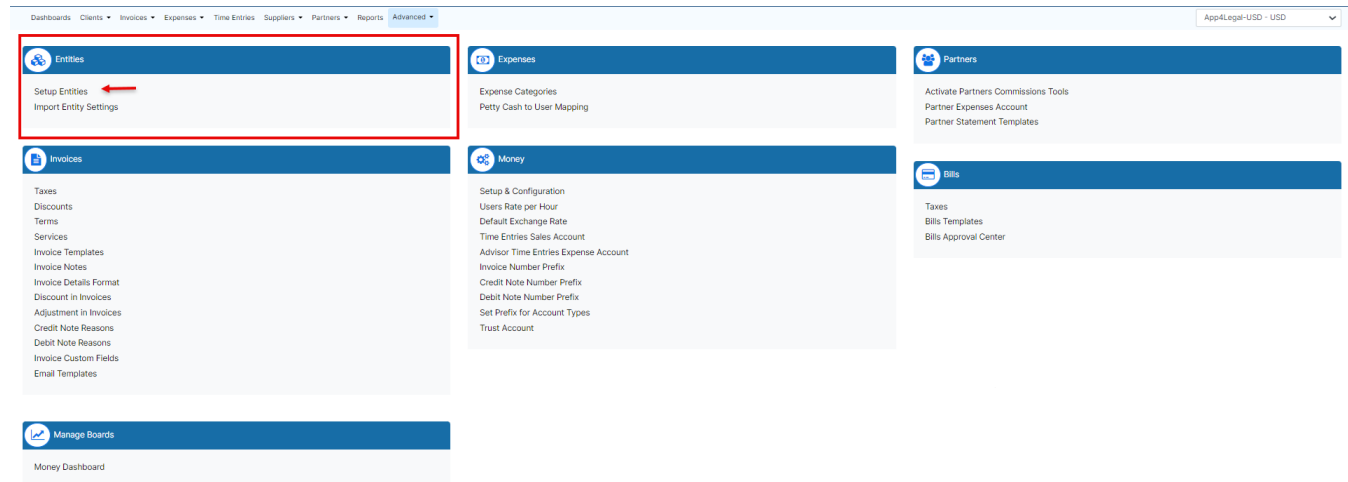 Dashboards Clients Invoices Expenses Time Entries Suppliers Partners Reports Advanced App4Legal-USD - USD
Entities
Setup Entities
Import Entity Settings
Expenses
Expense Categories
Petty Cash to User Mapping
Partners
Activate Partners Commissions Tools
Partner Expenses Account
Partner Statement Templates
Invoices
Taxes
Discounts
Terms
Services
Invoice Templates
Invoice Notes
Invoice Details Format
Discount in Invoices
Adjustment in Invoices
Credit Note Reasons
Debit Note Reasons
Invoice Custom Fields
Email Templates
Money
Setup & Configuration
Users Rate per Hour
Default Exchange Rate
Time Entries Sales Account
Advisor Time Entries Expense Account
Invoice Number Prefix
Credit Note Number Prefix
Debit Note Number Prefix
Set Prefix for Account Types
Trust Account
Bills
Taxes
Bills Templates
Bills Approval Center
Manage Boards
Money Dashboard